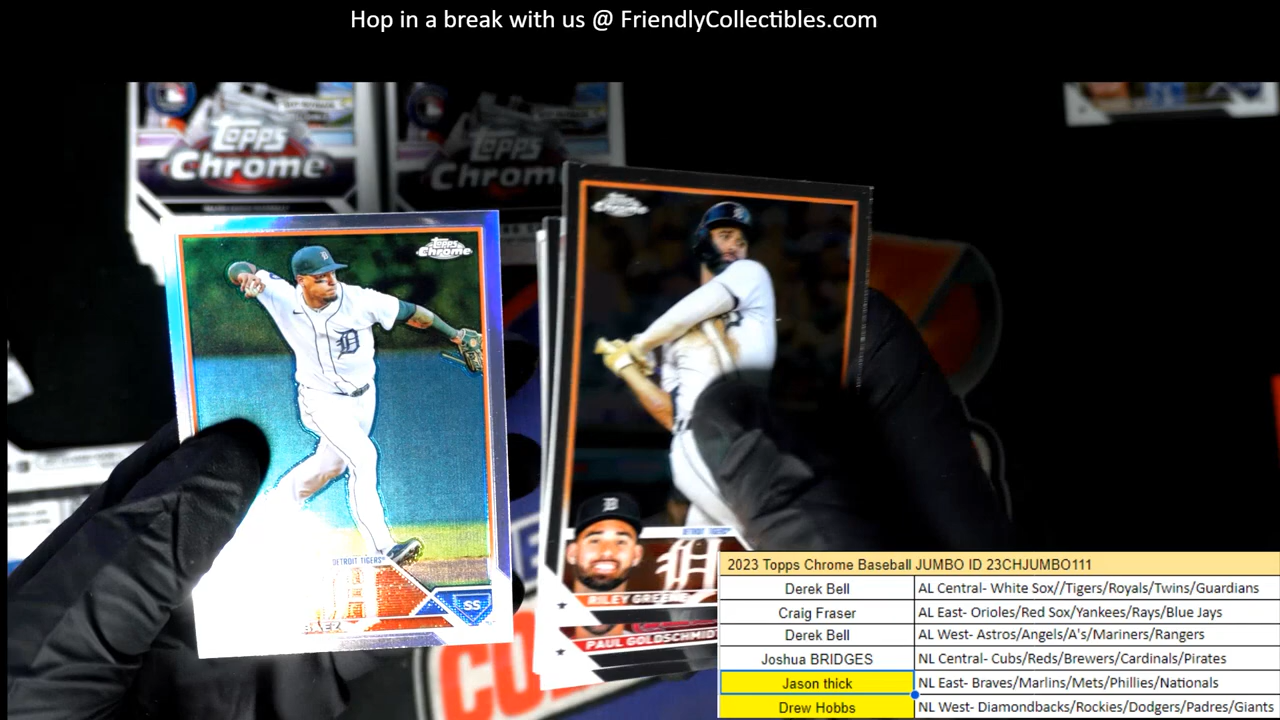 Hop in a break with us @ FriendlyCollectibles.com
Topps
Chrome
Topps
Chrome
Topps
Chrome
Topps
Chrome
D
D
DETROIT TIGERS
BAEZ
SS
DETROIT TIGERS
RILEY GREENE
PAUL GOLDSCHMIDT
2023 Topps Chrome Baseball JUMBO ID 23CHJUMBO111
Derek Bell AL Central- White Sox//Tigers/Royals/Twins/Guardians
Craig Fraser AL East- Orioles/Red Sox/Yankees/Rays/Blue Jays
Derek Bell AL West- Astros/Angels/A's/Mariners/Rangers
Joshua BRIDGES NL Central- Cubs/Reds/Brewers/Cardinals/Pirates
Jason thick NL East- Braves/Marlins/Mets/Phillies/Nationals
Drew Hobbs NL West- Diamondbacks/Rockies/Dodgers/Padres/Giants